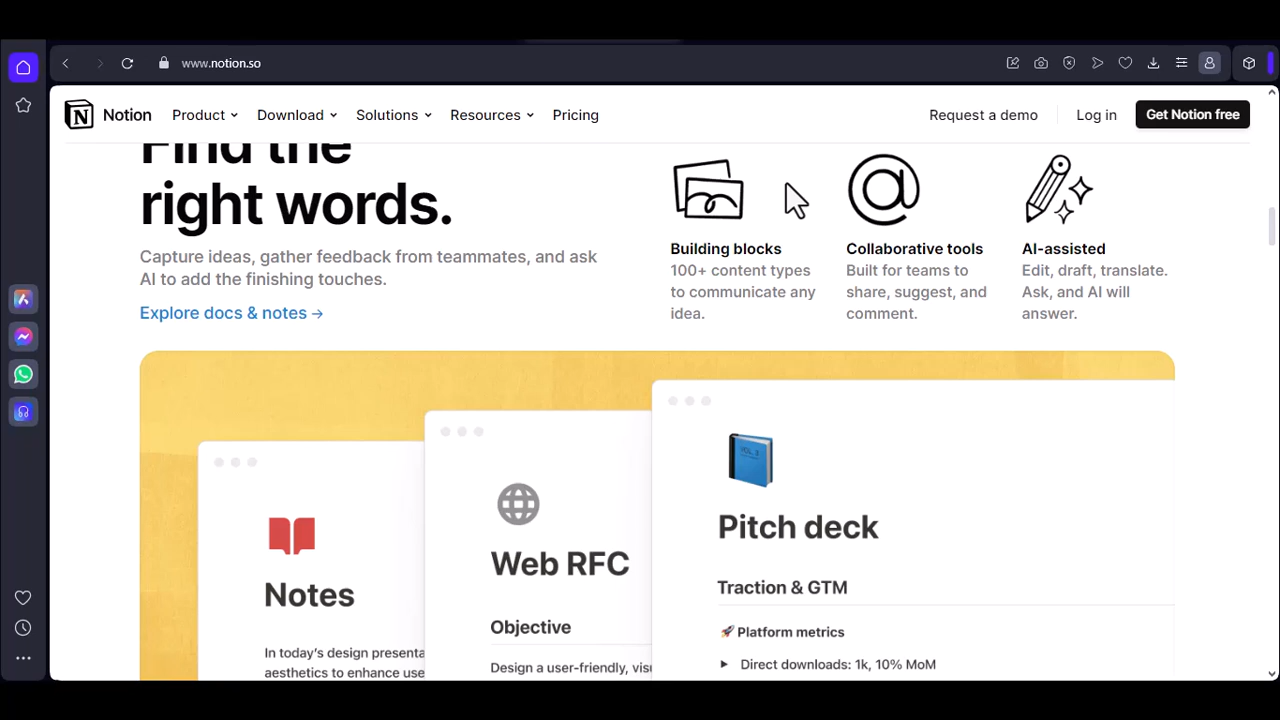 www.notion.so
Notion Product Download Solutions Resources Pricing Request a demo Log in Get Notion free
Find the
right words.
Capture ideas, gather feedback from teammates, and ask
AI to add the finishing touches.
Explore docs & notes →
Building blocks
100+ content types
to communicate any
idea.
Collaborative tools
Built for teams to
share, suggest, and
comment.
AI-assisted
Edit, draft, translate.
Ask, and AI will
answer.
Notes
In today's design presenta
aesthetics to enhance use
Web RFC
Objective
Design a user-friendly, visu
Pitch deck
Traction & GTM
🚀 Platform metrics
Direct downloads: 1k, 10% MoM